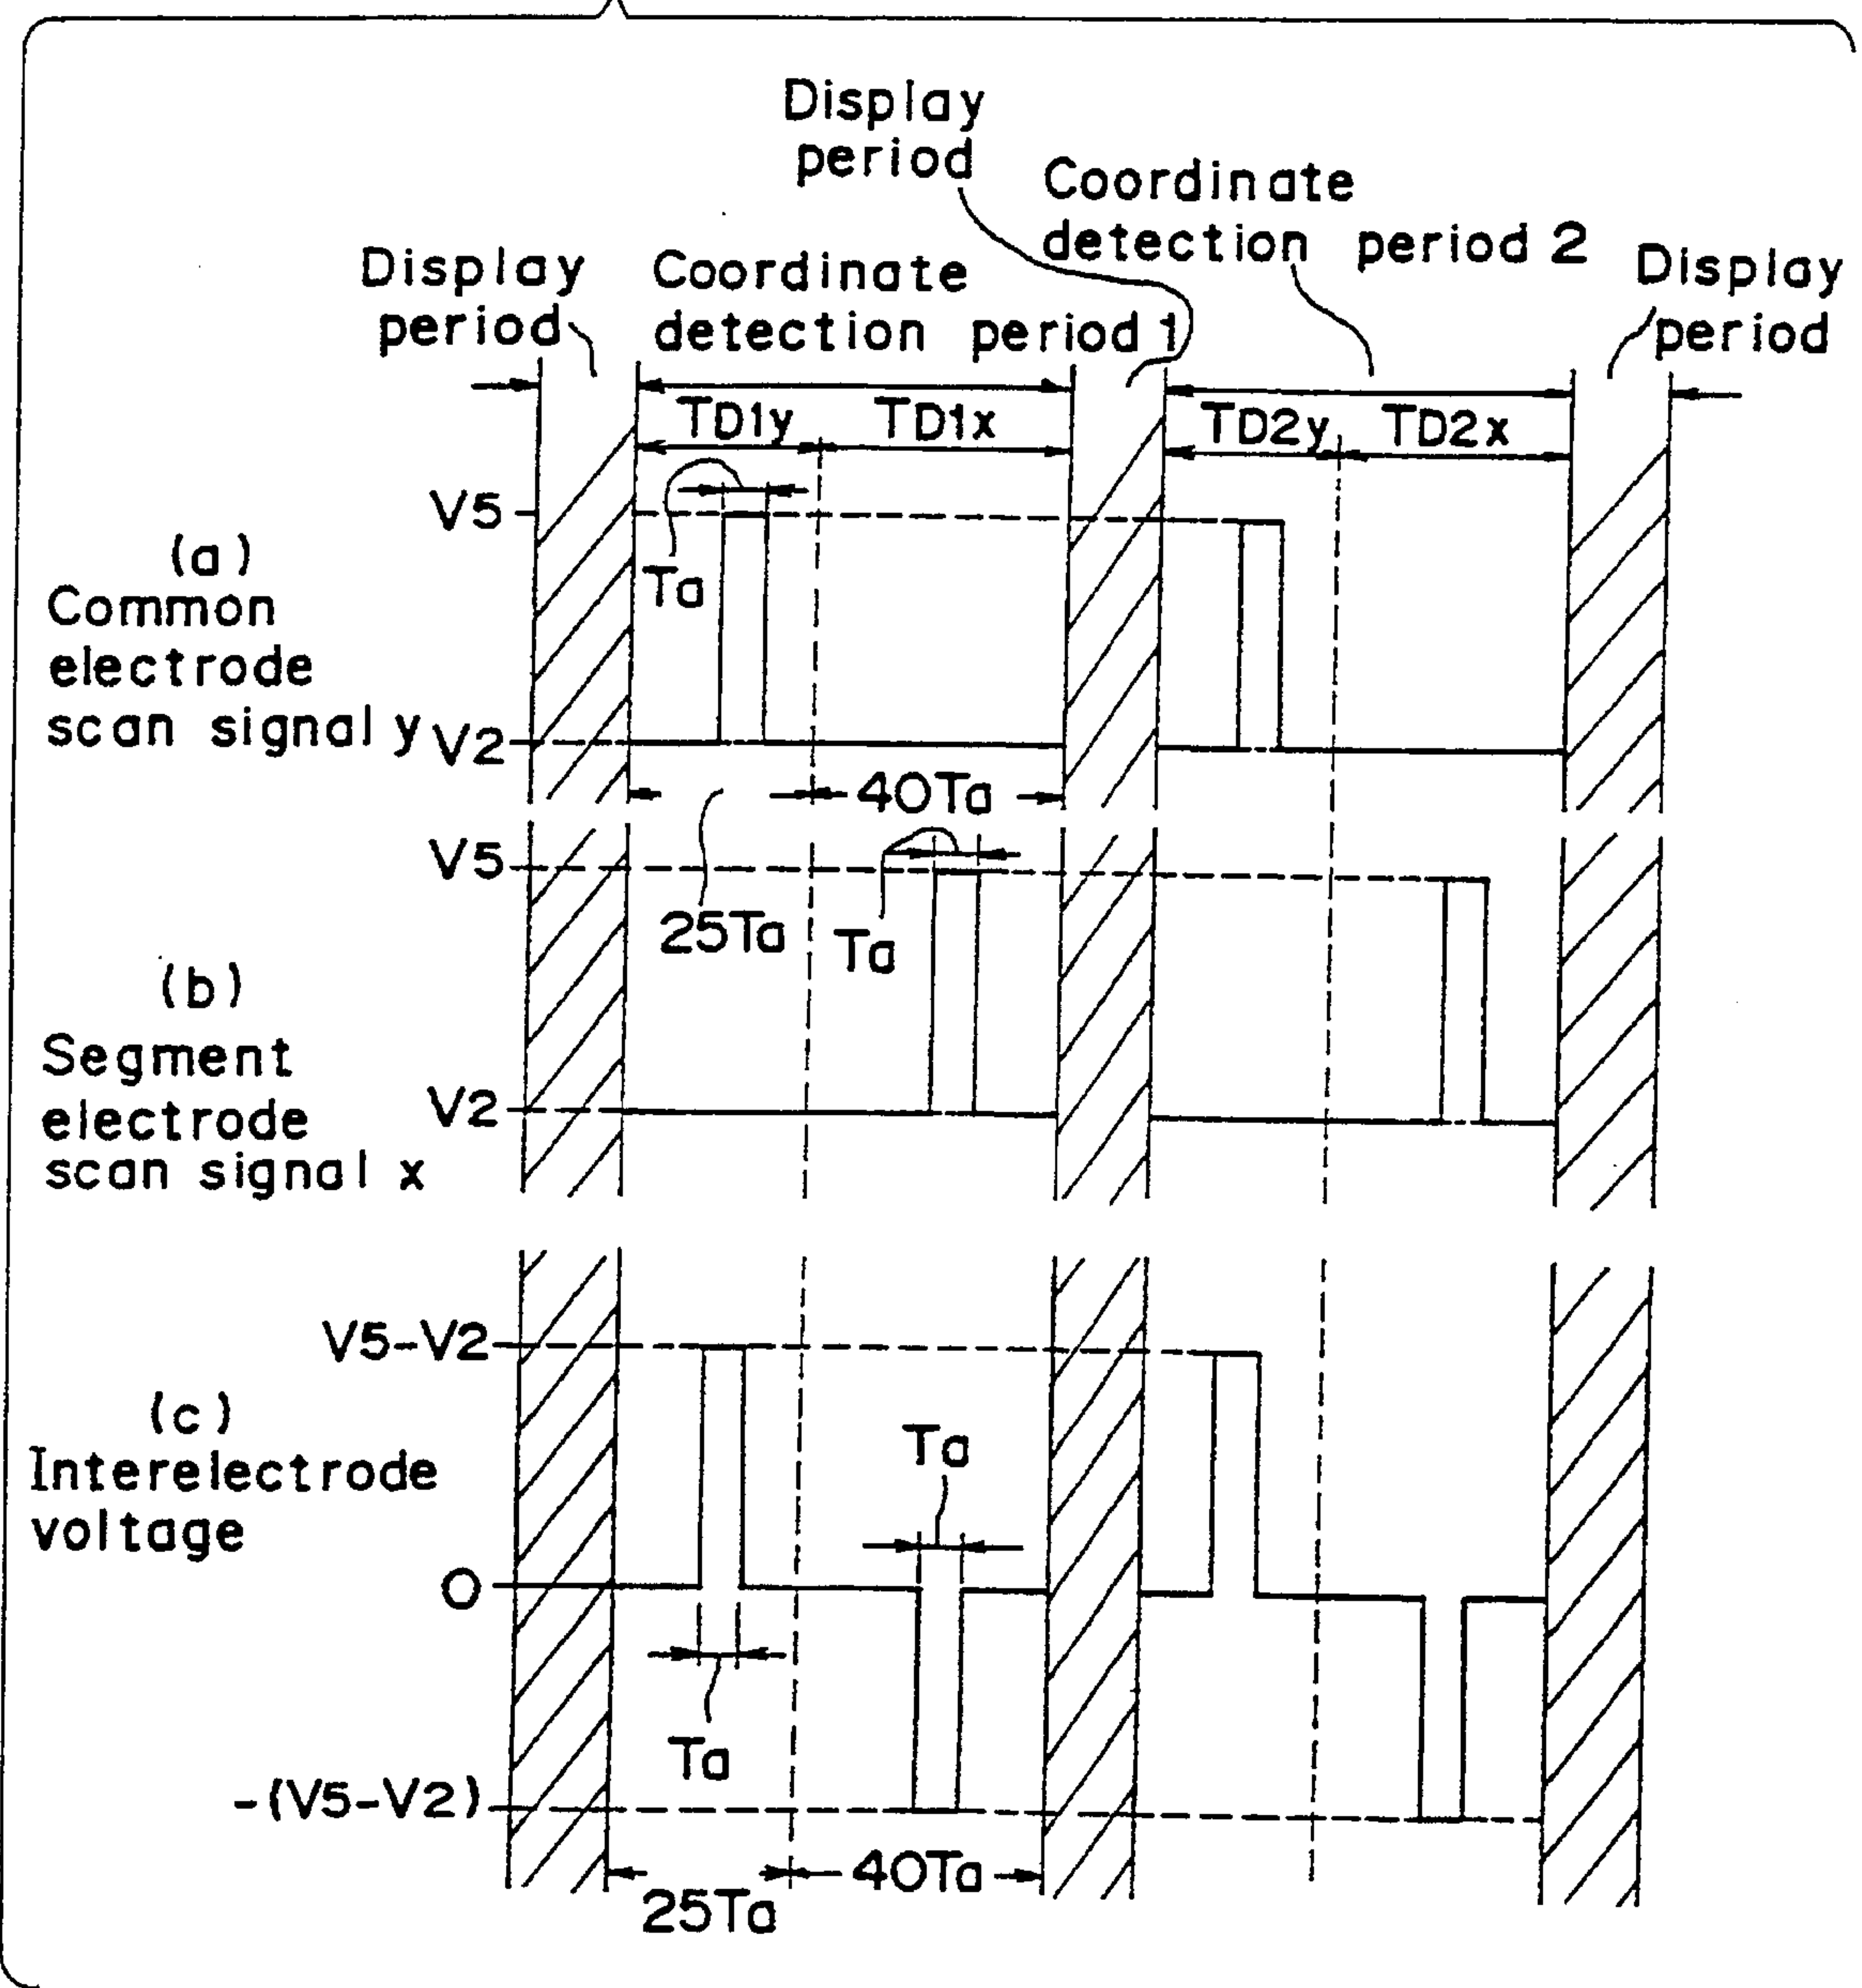 Display
period
Coordinate
detection period 2
Display
period
Coordinate
detection period 1
Display
period
TD1y
TD1x
TD2y
TD2x
Ta
V5
(a)
Common
electrode
scan signal y
V2
40Ta
V5
25Ta
Ta
(b)
Segment
electrode
scan signal x
V2
V5-V2
(c)
Interelectrode
voltage
Ta
0
Ta
-(V5-V2)
40Ta
25Ta